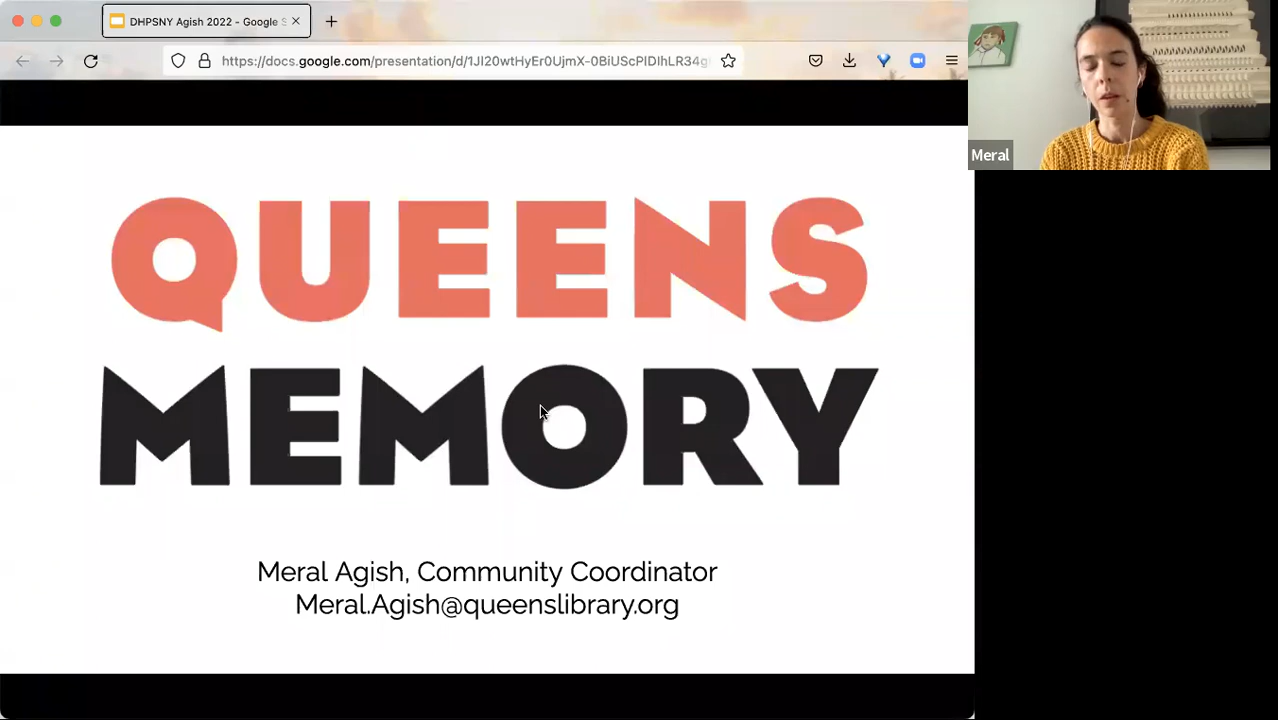 DHPSNY Agish 2022 - Google S
https://docs.google.com/presentation/d/1JI20wtHyEr0UjmX-0BiUScPIDIhLR34g
Meral
QUEENS
MEMORY
Meral Agish, Community Coordinator
Meral.Agish@queenslibrary.org